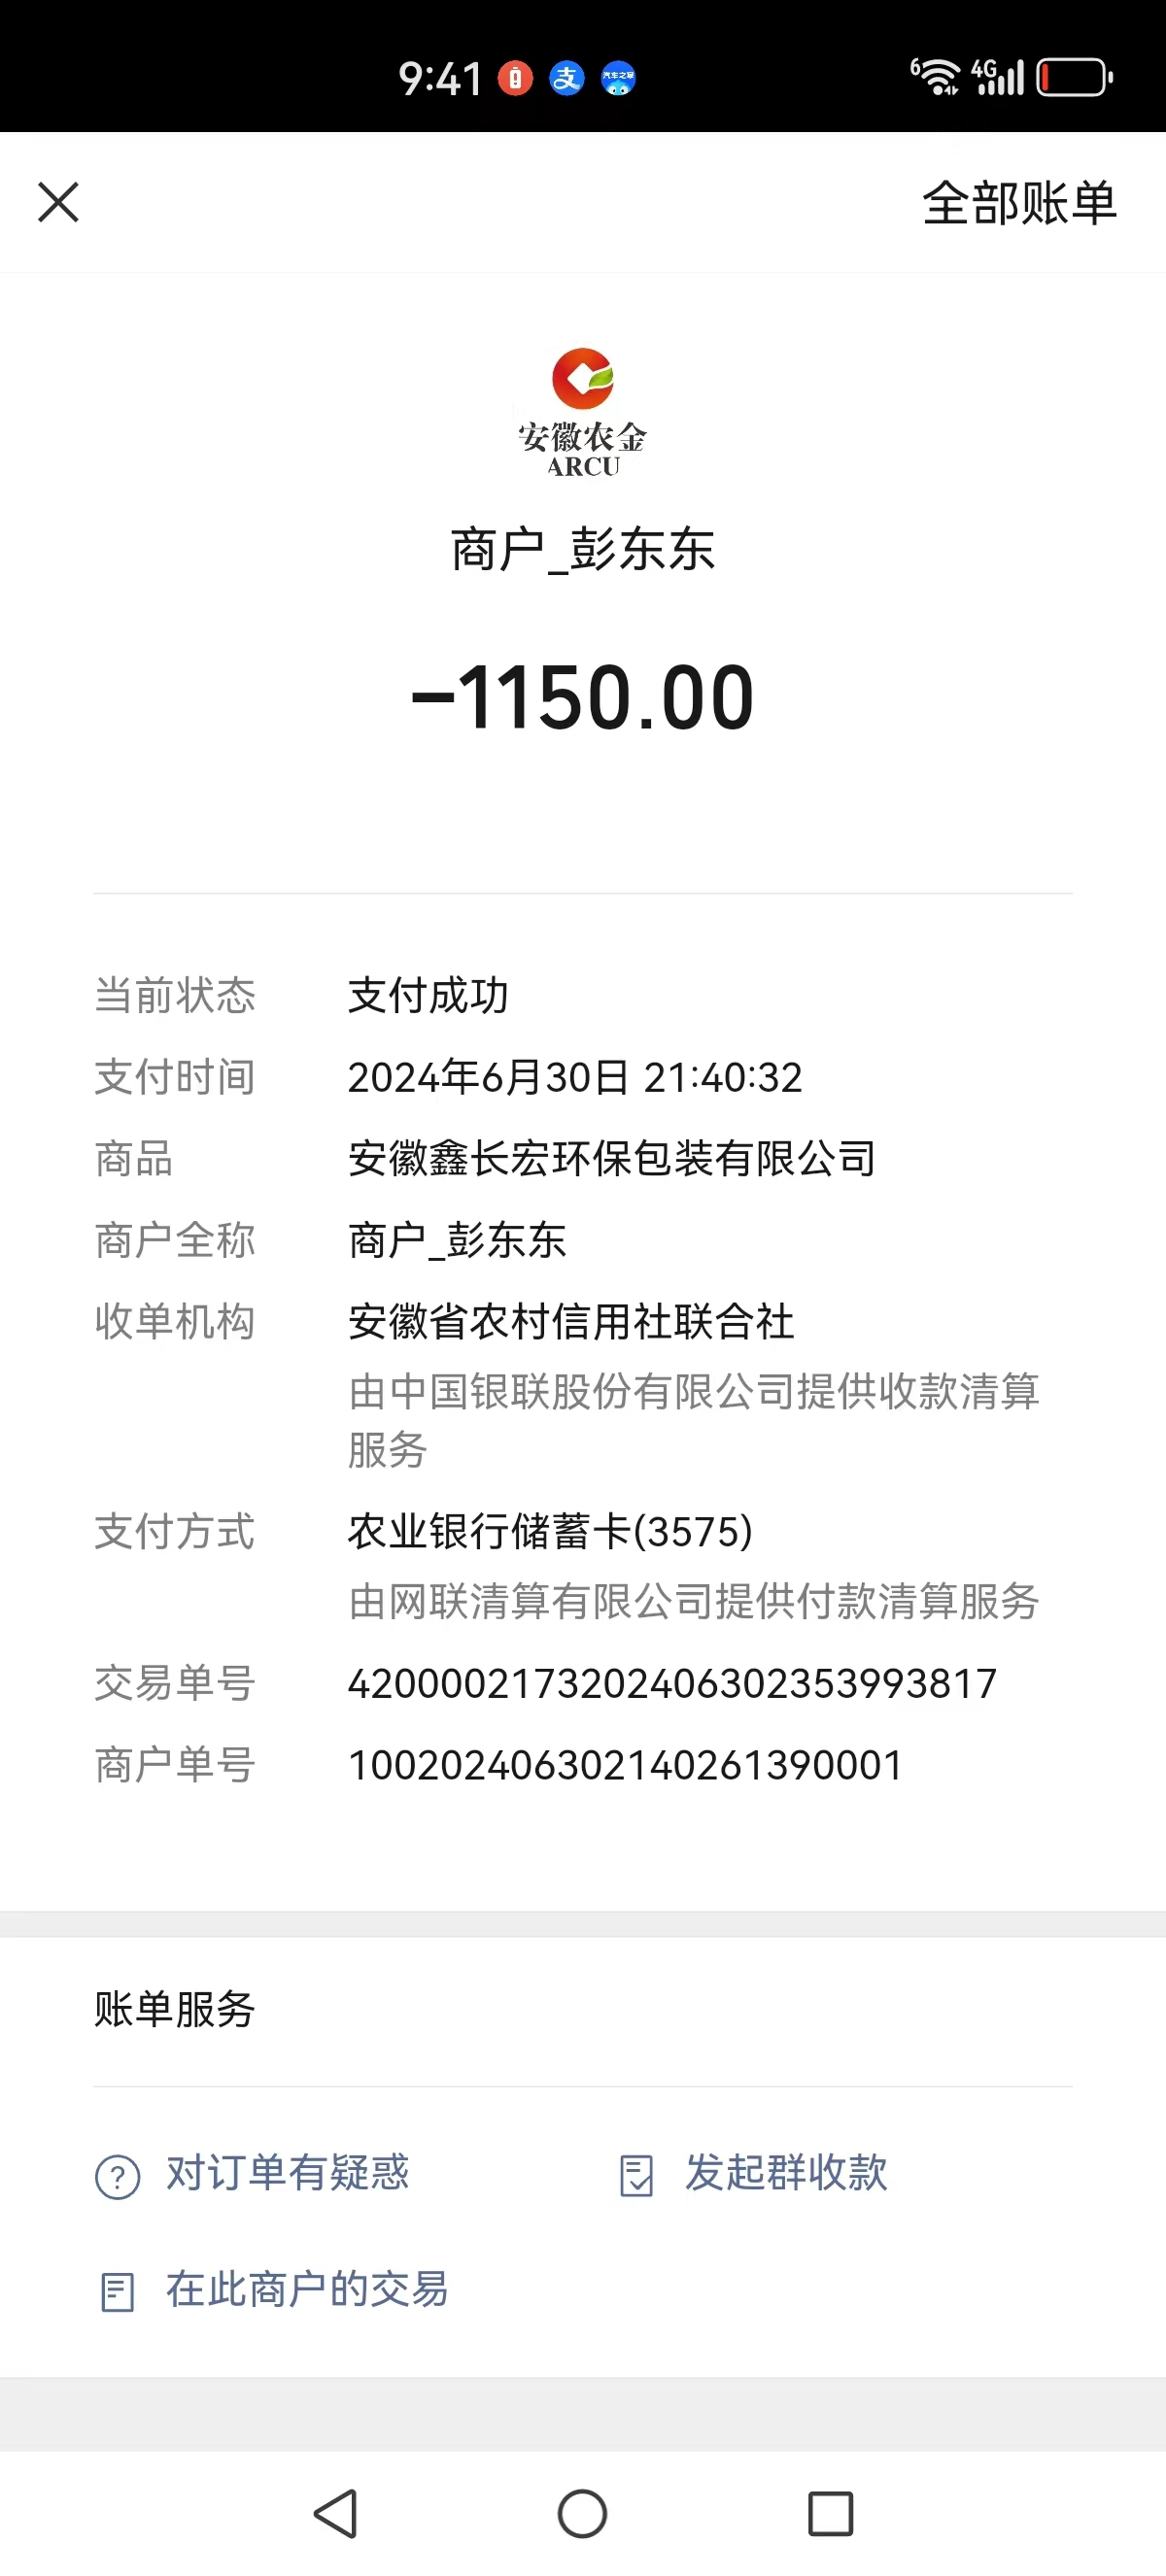 9:41
6 4G
全部账单
安徽农金
ARCU
商户_彭东东
-1150.00
当前状态 支付成功
支付时间 2024年6月30日 21:40:32
商品 安徽鑫长宏环保包装有限公司
商户全称 商户_彭东东
收单机构 安徽省农村信用社联合社
由中国银联股份有限公司提供收款清算
服务
支付方式 农业银行储蓄卡(3575)
由网联清算有限公司提供付款清算服务
交易单号 4200002173202406302353993817
商户单号 100202406302140261390001
账单服务
对订单有疑惑 发起群收款
在此商户的交易